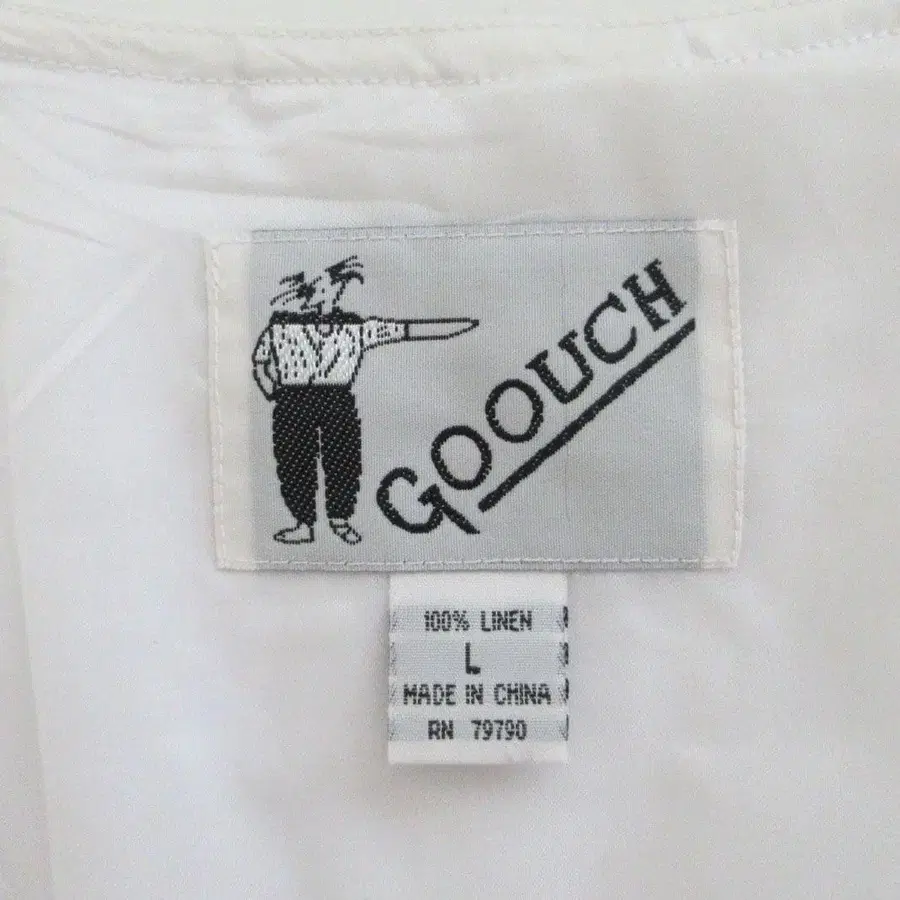 GOOUCH
100% LINEN
L
MADE IN CHINA
RN 79790